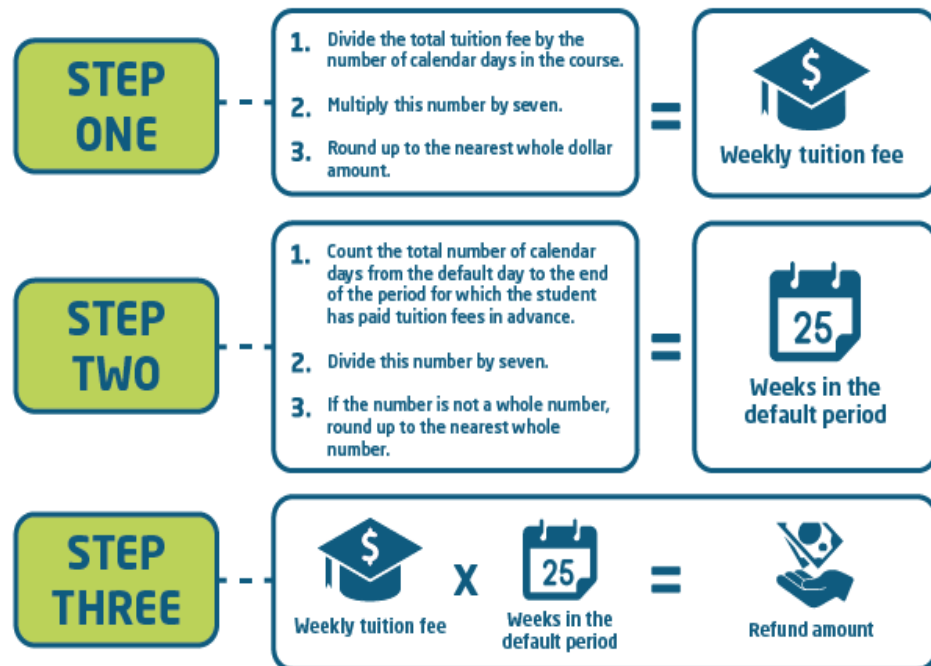 STEP
ONE
1. Divide the total tuition fee by the
number of calendar days in the course.
2. Multiply this number by seven.
3. Round up to the nearest whole dollar
amount.
=
$
Weekly tuition fee
STEP
TWO
1. Count the total number of calendar
days from the default day to the end
of the period for which the student
has paid tuition fees in advance.
2. Divide this number by seven.
3. If the number is not a whole number,
round up to the nearest whole
number.
=
25
Weeks in the
default period
STEP
THREE
$
Weekly tuition fee
X
25
Weeks in the
default period
=
Refund amount